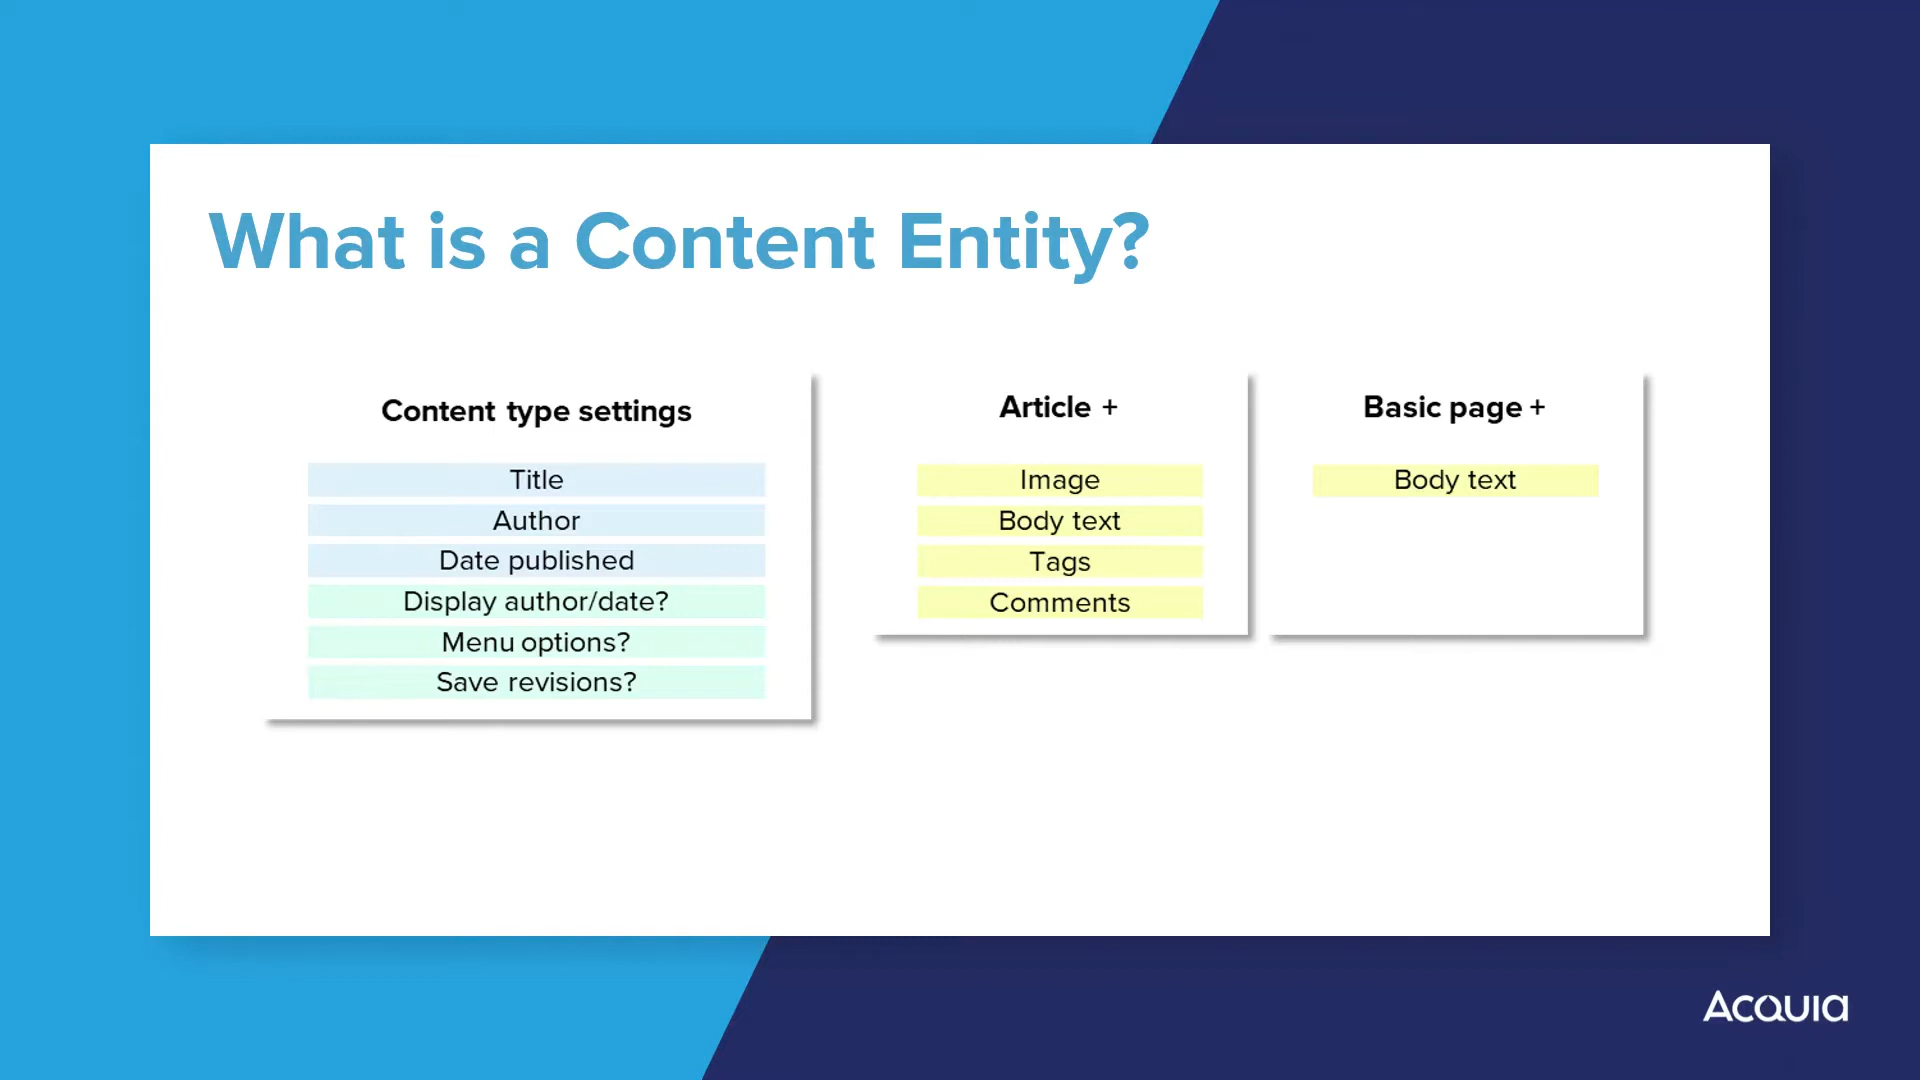 What is a Content Entity?
Content type settings
Title
Author
Date published
Display author/date?
Menu options?
Save revisions?
Article +
Image
Body text
Tags
Comments
Basic page +
Body text
Acquia